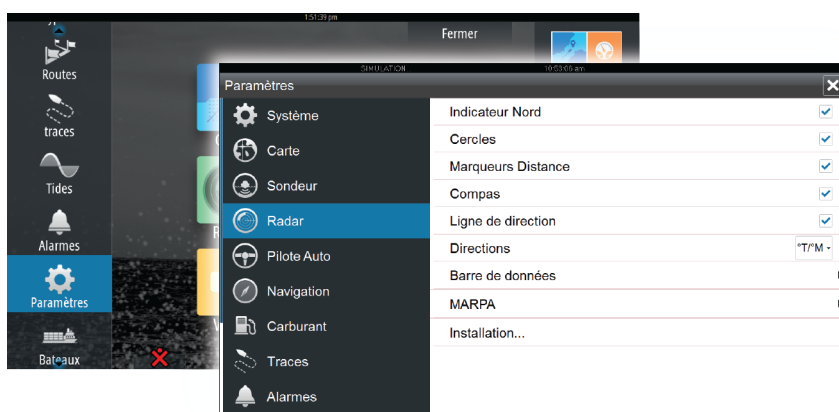 1:51:39 pm
Fermer
Routes
traces
Tides
Alarmes
Paramètres
Bateaux
SIMULATION
10:53:06 am
Paramètres
Système
Carte
Sondeur
Radar
Pilote Auto
Navigation
Carburant
Traces
Alarmes
Indicateur Nord
Cercles
Marqueurs Distance
Compas
Ligne de direction
Directions °T/°M
Barre de données
MARPA
Installation...